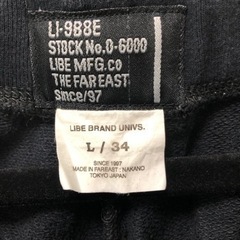 LI-988E
STOCK No.0-6000
LIBE MFG.CO
THE FAR EAST
Since/97
LIBE BRAND UNIVS.
L / 34
SINCE 1997
MADE IN FAREAST : NAKANO
TOKYO JAPAN